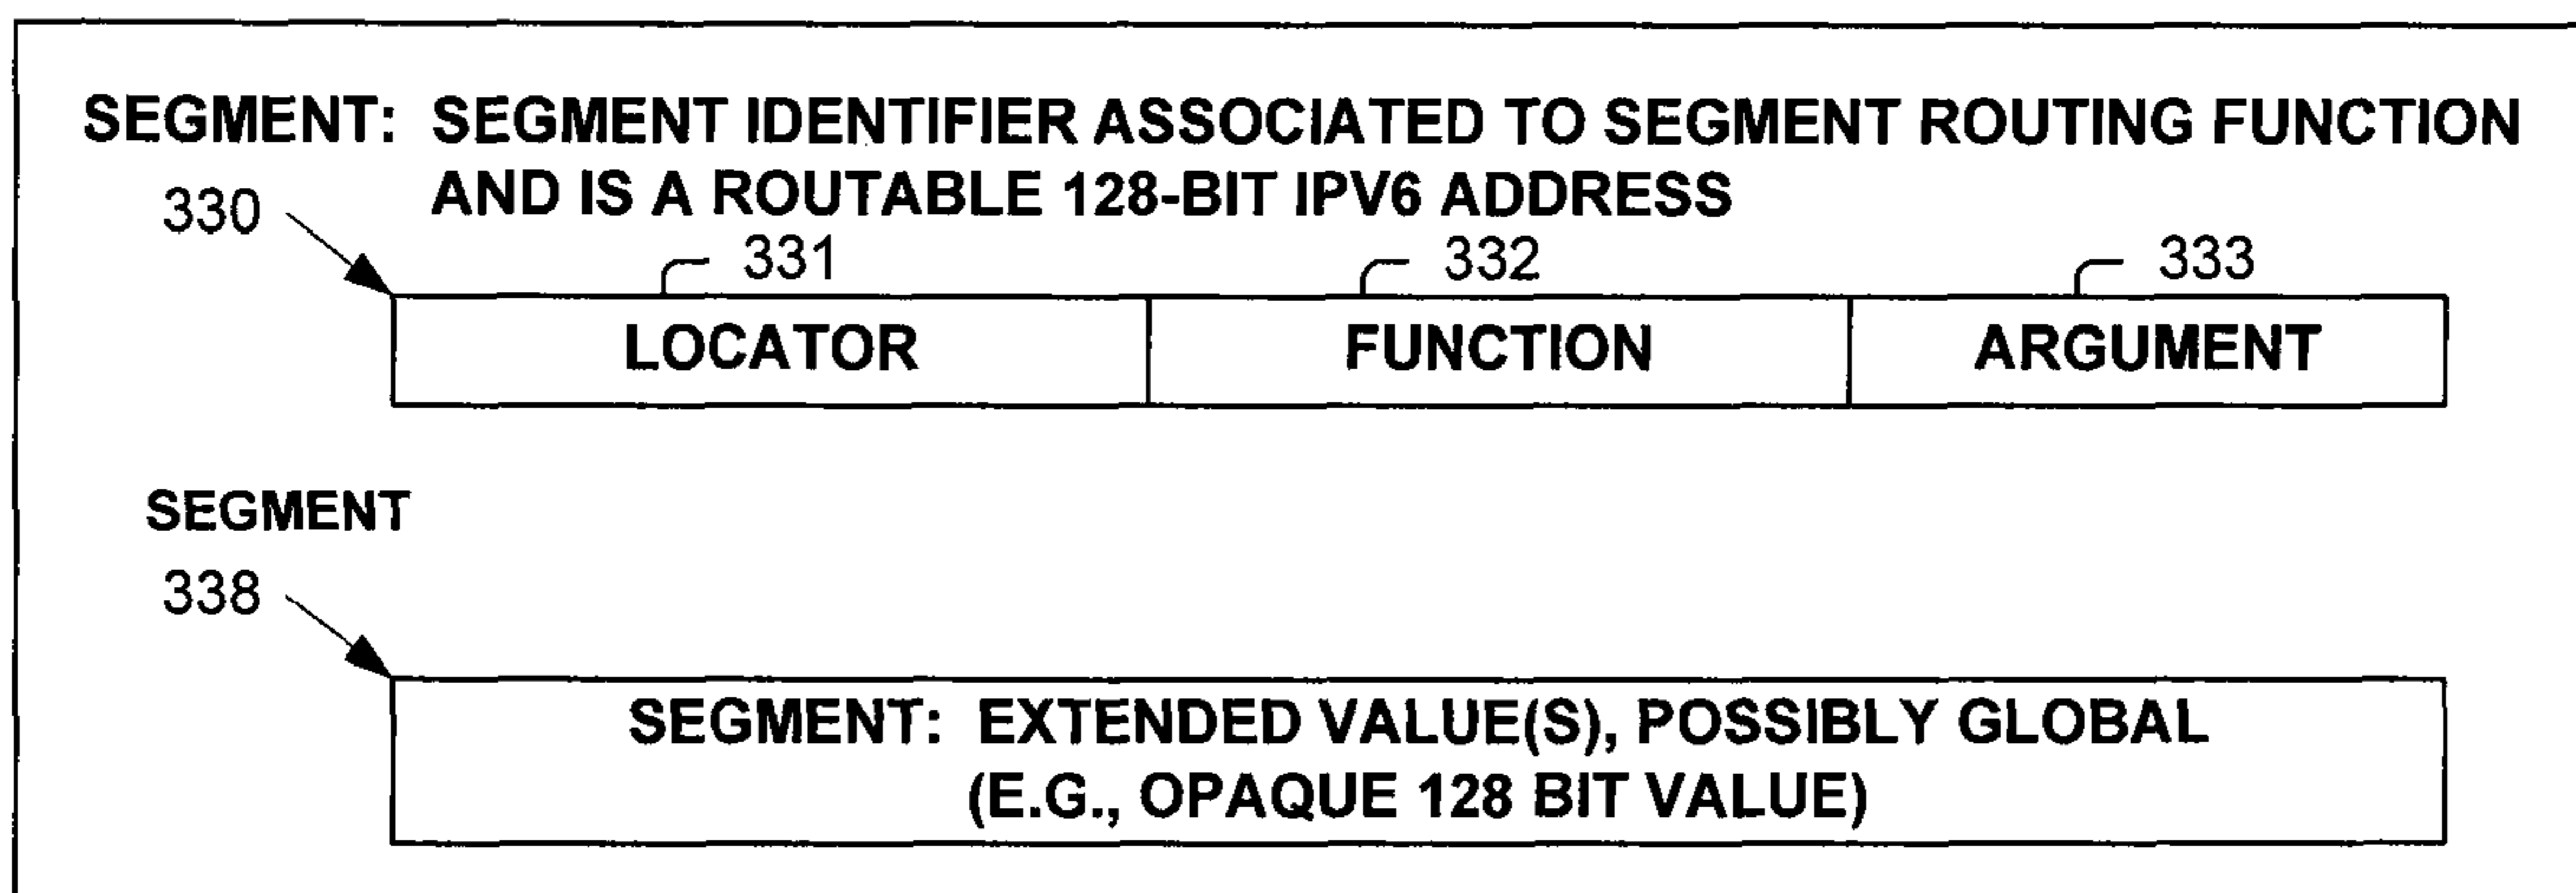 SEGMENT: SEGMENT IDENTIFIER ASSOCIATED TO SEGMENT ROUTING FUNCTION
AND IS A ROUTABLE 128-BIT IPV6 ADDRESS
330
331 332 333
LOCATOR FUNCTION ARGUMENT
SEGMENT
338
SEGMENT: EXTENDED VALUE(S), POSSIBLY GLOBAL
(E.G., OPAQUE 128 BIT VALUE)